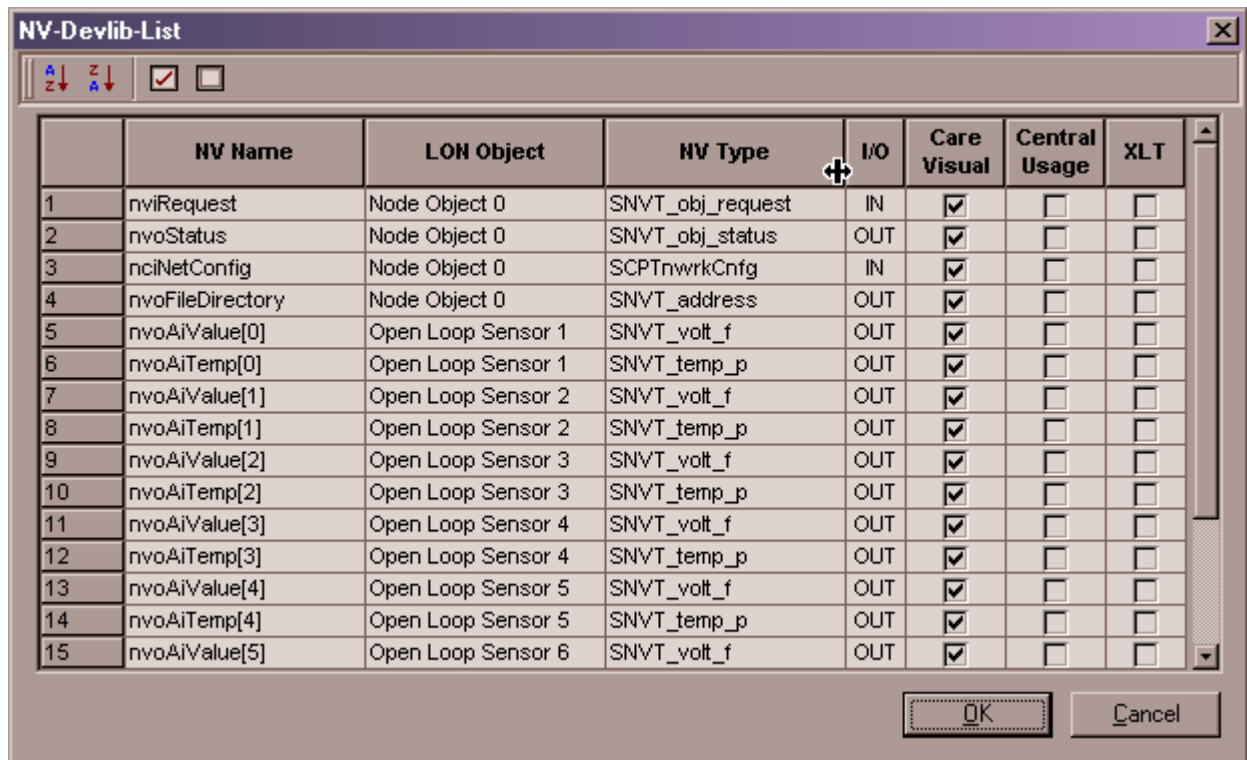 NV-Devlib-List
NV Name LON Object NV Type I/O Care Visual Central Usage XLT
1 nviRequest Node Object 0 SNVT_obj_request IN
2 nvoStatus Node Object 0 SNVT_obj_status OUT
3 nciNetConfig Node Object 0 SCPTnwrkCnfg IN
4 nvoFileDirectory Node Object 0 SNVT_address OUT
5 nvoAiValue[0] Open Loop Sensor 1 SNVT_volt_f OUT
6 nvoAiTemp[0] Open Loop Sensor 1 SNVT_temp_p OUT
7 nvoAiValue[1] Open Loop Sensor 2 SNVT_volt_f OUT
8 nvoAiTemp[1] Open Loop Sensor 2 SNVT_temp_p OUT
9 nvoAiValue[2] Open Loop Sensor 3 SNVT_volt_f OUT
10 nvoAiTemp[2] Open Loop Sensor 3 SNVT_temp_p OUT
11 nvoAiValue[3] Open Loop Sensor 4 SNVT_volt_f OUT
12 nvoAiTemp[3] Open Loop Sensor 4 SNVT_temp_p OUT
13 nvoAiValue[4] Open Loop Sensor 5 SNVT_volt_f OUT
14 nvoAiTemp[4] Open Loop Sensor 5 SNVT_temp_p OUT
15 nvoAiValue[5] Open Loop Sensor 6 SNVT_volt_f OUT
OK Cancel